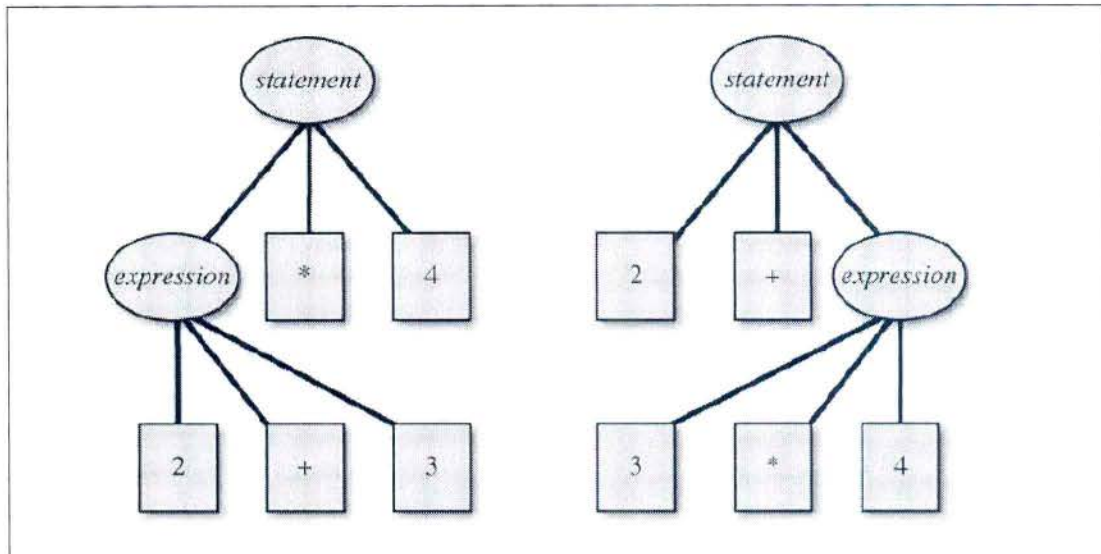 statement statement
expression * 4 2 + expression
2 + 3 3 * 4